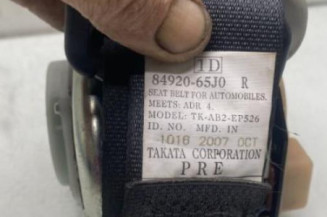 1D
84920-65J0 R
SEAT BELT FOR AUTOMOBILES.
MEETS: ADR 4.
MODEL: TK-AB2-EP526
ID. NO. MFD. IN
1016 2007 OCT
TAKATA CORPORATION
PRE